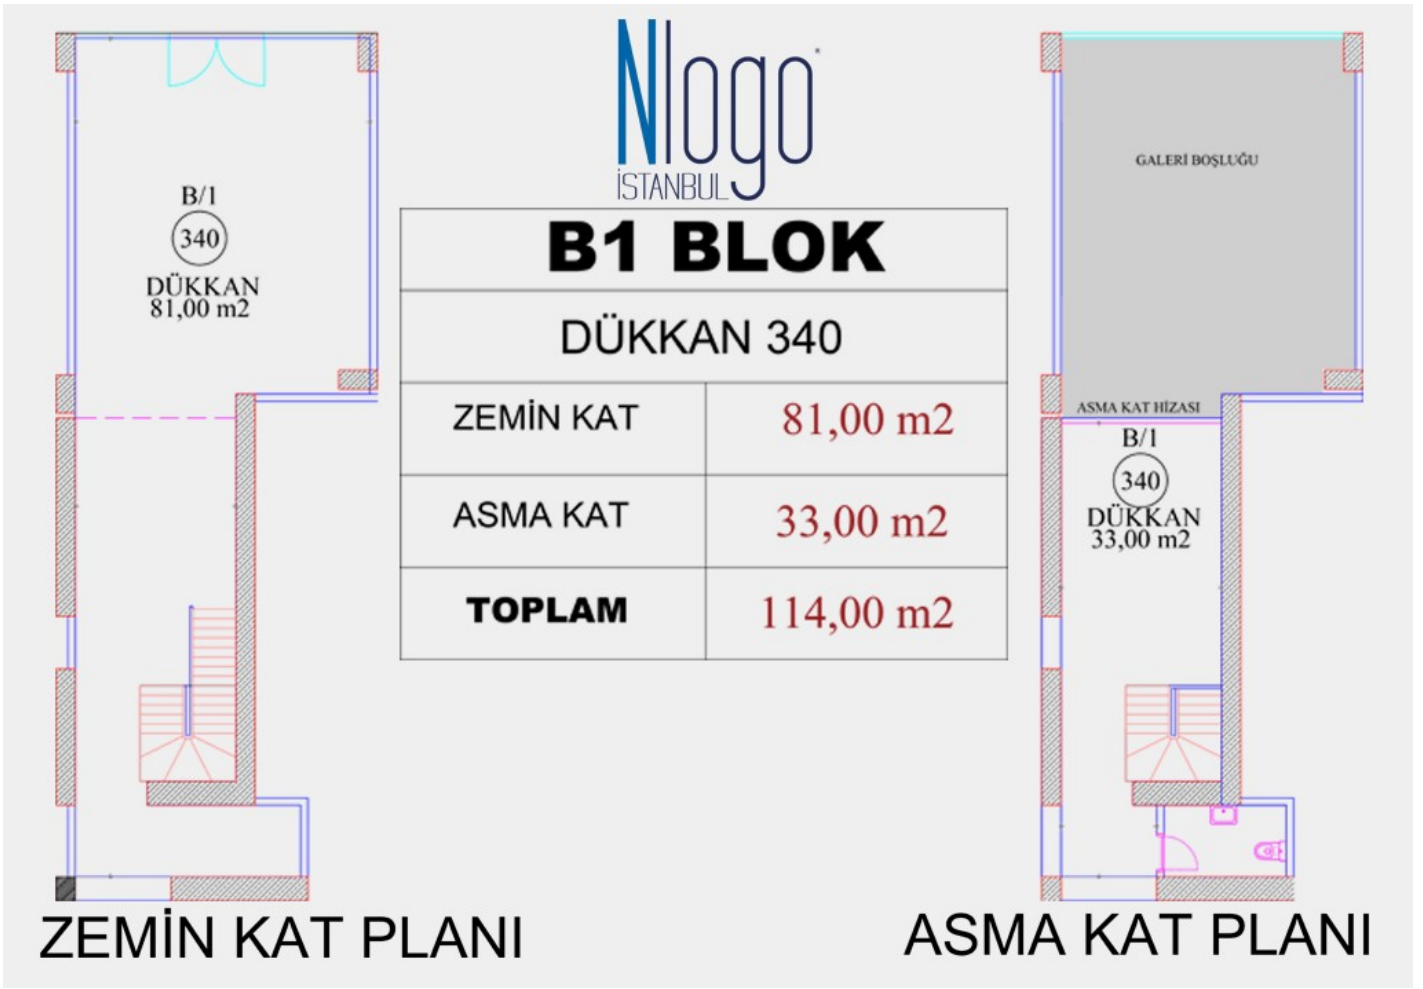 Nlogo
İSTANBUL
B/1
340
DÜKKAN
81,00 m2
B1 BLOK
DÜKKAN 340
ZEMİN KAT 81,00 m2
ASMA KAT 33,00 m2
TOPLAM 114,00 m2
GALERİ BOŞLUĞU
ASMA KAT HİZASI
B/1
340
DÜKKAN
33,00 m2
ZEMİN KAT PLANI
ASMA KAT PLANI